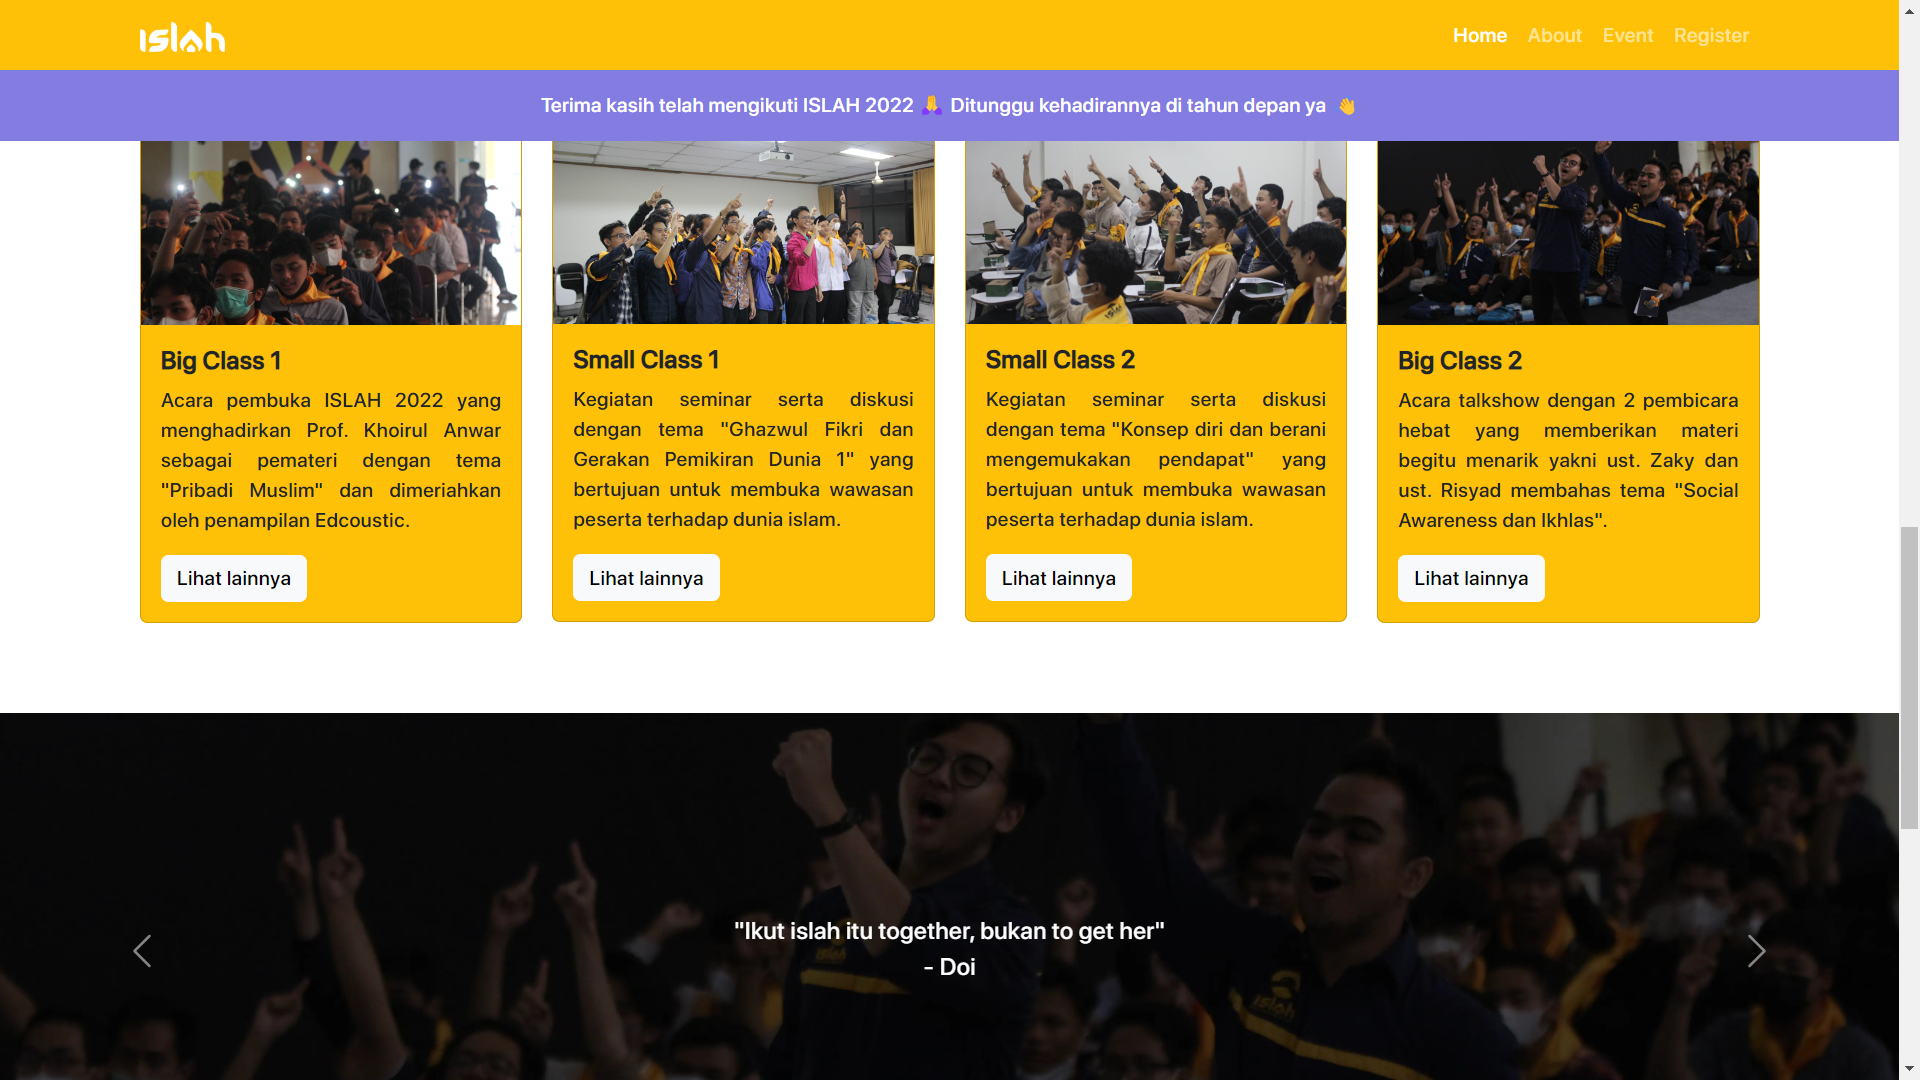 islah
Home About Event Register
Terima kasih telah mengikuti ISLAH 2022 🙏 Ditunggu kehadirannya di tahun depan ya 👋
Big Class 1
Acara pembuka ISLAH 2022 yang
menghadirkan Prof. Khoirul Anwar
sebagai pemateri dengan tema
"Pribadi Muslim" dan dimeriahkan
oleh penampilan Edcoustic.
Lihat lainnya
Small Class 1
Kegiatan seminar serta diskusi
dengan tema "Ghazwul Fikri dan
Gerakan Pemikiran Dunia 1" yang
bertujuan untuk membuka wawasan
peserta terhadap dunia islam.
Lihat lainnya
Small Class 2
Kegiatan seminar serta diskusi
dengan tema "Konsep diri dan berani
mengemukakan pendapat" yang
bertujuan untuk membuka wawasan
peserta terhadap dunia islam.
Lihat lainnya
Big Class 2
Acara talkshow dengan 2 pembicara
hebat yang memberikan materi
begitu menarik yakni ust. Zaky dan
ust. Risyad membahas tema "Social
Awareness dan Ikhlas".
Lihat lainnya
"Ikut islah itu together, bukan to get her"
- Doi
islah